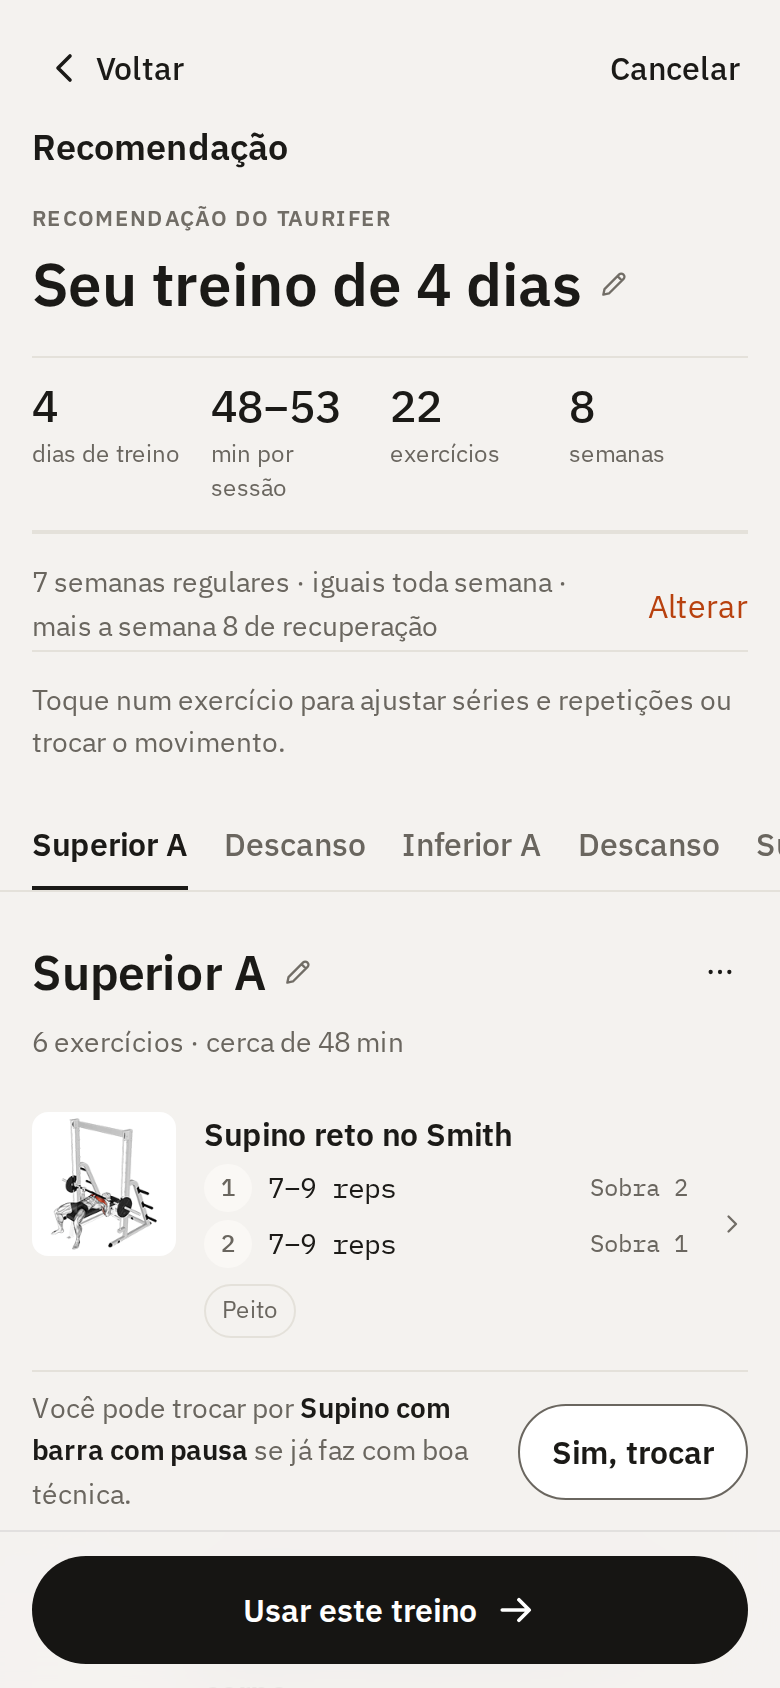 Voltar
Cancelar
Recomendação
RECOMENDAÇÃO DO TAURIFER
Seu treino de 4 dias
4
dias de treino
48–53
min por
sessão
22
exercícios
8
semanas
7 semanas regulares · iguais toda semana ·
mais a semana 8 de recuperação
Alterar
Toque num exercício para ajustar séries e repetições ou
trocar o movimento.
Superior A Descanso Inferior A Descanso Su
Superior A
6 exercícios · cerca de 48 min
Supino reto no Smith
1 7–9 reps Sobra 2
2 7–9 reps Sobra 1
Peito
Você pode trocar por Supino com
barra com pausa se já faz com boa
técnica.
Sim, trocar
Usar este treino